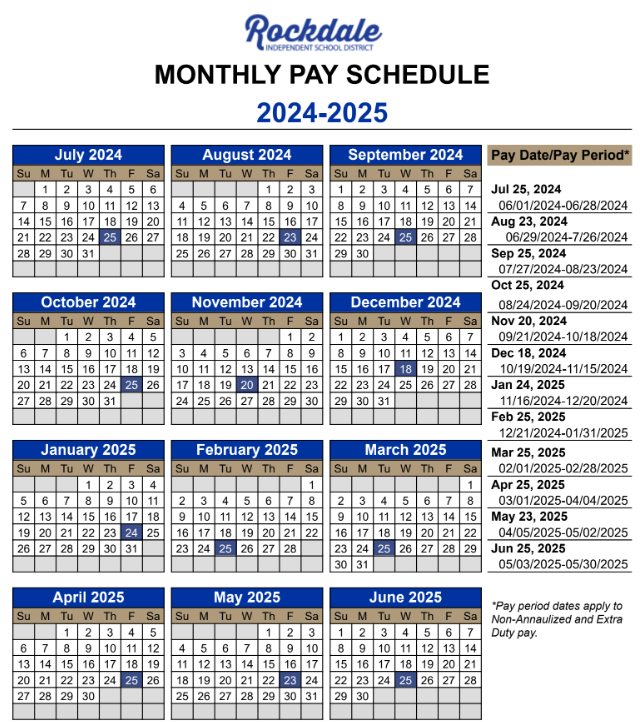 Rockdale
INDEPENDENT SCHOOL DISTRICT
MONTHLY PAY SCHEDULE
2024-2025
July 2024
Su M Tu W Th F Sa
1 2 3 4 5 6
7 8 9 10 11 12 13
14 15 16 17 18 19 20
21 22 23 24 25 26 27
28 29 30 31
August 2024
Su M Tu W Th F Sa
1 2 3
4 5 6 7 8 9 10
11 12 13 14 15 16 17
18 19 20 21 22 23 24
25 26 27 28 29 30 31
September 2024
Su M Tu W Th F Sa
1 2 3 4 5 6 7
8 9 10 11 12 13 14
15 16 17 18 19 20 21
22 23 24 25 26 27 28
29 30
October 2024
Su M Tu W Th F Sa
1 2 3 4 5
6 7 8 9 10 11 12
13 14 15 16 17 18 19
20 21 22 23 24 25 26
27 28 29 30 31
November 2024
Su M Tu W Th F Sa
1 2
3 4 5 6 7 8 9
10 11 12 13 14 15 16
17 18 19 20 21 22 23
24 25 26 27 28 29 30
December 2024
Su M Tu W Th F Sa
1 2 3 4 5 6 7
8 9 10 11 12 13 14
15 16 17 18 19 20 21
22 23 24 25 26 27 28
29 30 31
January 2025
Su M Tu W Th F Sa
1 2 3 4
5 6 7 8 9 10 11
12 13 14 15 16 17 18
19 20 21 22 23 24 25
26 27 28 29 30 31
February 2025
Su M Tu W Th F Sa
1
2 3 4 5 6 7 8
9 10 11 12 13 14 15
16 17 18 19 20 21 22
23 24 25 26 27 28
March 2025
Su M Tu W Th F Sa
1
2 3 4 5 6 7 8
9 10 11 12 13 14 15
16 17 18 19 20 21 22
23 24 25 26 27 28 29
30 31
April 2025
Su M Tu W Th F Sa
1 2 3 4 5
6 7 8 9 10 11 12
13 14 15 16 17 18 19
20 21 22 23 24 25 26
27 28 29 30
May 2025
Su M Tu W Th F Sa
1 2 3
4 5 6 7 8 9 10
11 12 13 14 15 16 17
18 19 20 21 22 23 24
25 26 27 28 29 30 31
June 2025
Su M Tu W Th F Sa
1 2 3 4 5 6 7
8 9 10 11 12 13 14
15 16 17 18 19 20 21
22 23 24 25 26 27 28
29 30
Pay Date/Pay Period*
Jul 25, 2024
06/01/2024-06/28/2024
Aug 23, 2024
06/29/2024-7/26/2024
Sep 25, 2024
07/27/2024-08/23/2024
Oct 25, 2024
08/24/2024-09/20/2024
Nov 20, 2024
09/21/2024-10/18/2024
Dec 18, 2024
10/19/2024-11/15/2024
Jan 24, 2025
11/16/2024-12/20/2024
Feb 25, 2025
12/21/2024-01/31/2025
Mar 25, 2025
02/01/2025-02/28/2025
Apr 25, 2025
03/01/2025-04/04/2025
May 23, 2025
04/05/2025-05/02/2025
Jun 25, 2025
05/03/2025-05/30/2025
*Pay period dates apply to
Non-Annaulized and Extra
Duty pay.